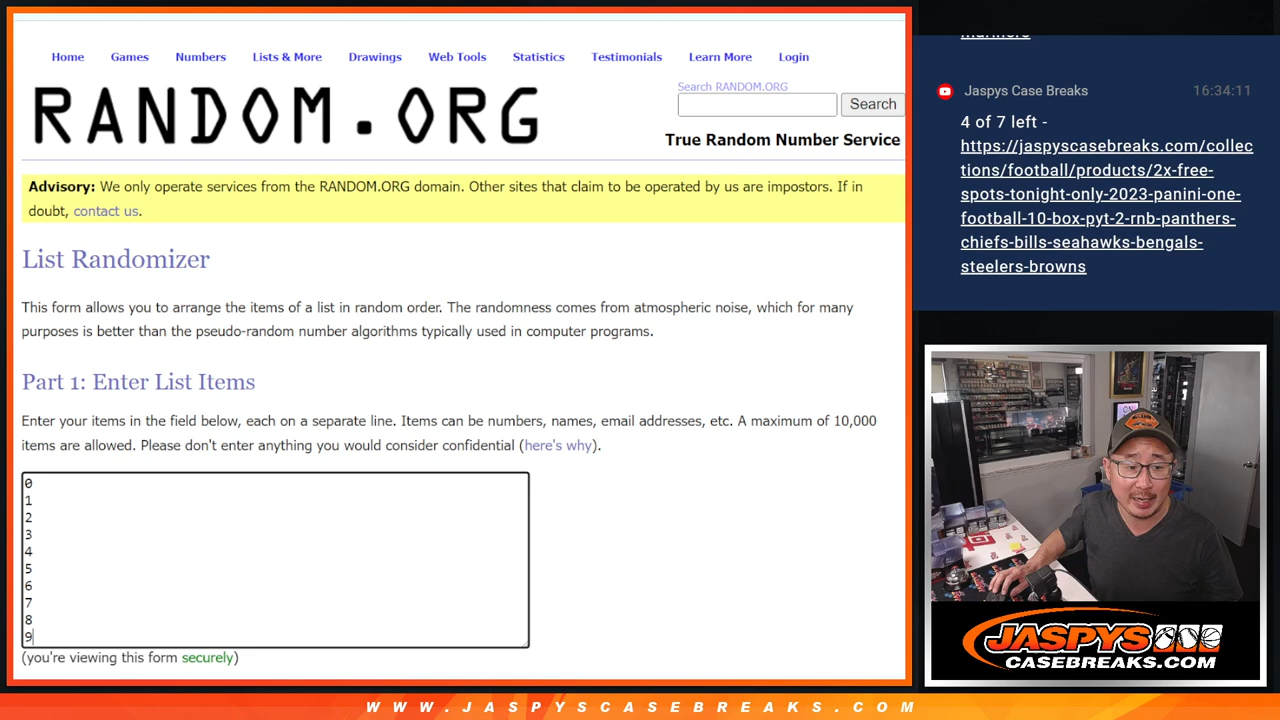 Home Games Numbers Lists & More Drawings Web Tools Statistics Testimonials Learn More Login
RANDOM.ORG
Search RANDOM.ORG
Search
True Random Number Service
Advisory: We only operate services from the RANDOM.ORG domain. Other sites that claim to be operated by us are impostors. If in
doubt, contact us.
List Randomizer
This form allows you to arrange the items of a list in random order. The randomness comes from atmospheric noise, which for many
purposes is better than the pseudo-random number algorithms typically used in computer programs.
Part 1: Enter List Items
Enter your items in the field below, each on a separate line. Items can be numbers, names, email addresses, etc. A maximum of 10,000
items are allowed. Please don't enter anything you would consider confidential (here's why).
0
1
2
3
4
5
6
7
8
9
(you're viewing this form securely)
Jaspys Case Breaks 16:34:11
4 of 7 left -
https://jaspyscasebreaks.com/collec
tions/football/products/2x-free-
spots-tonight-only-2023-panini-one-
football-10-box-pyt-2-rnb-panthers-
chiefs-bills-seahawks-bengals-
steelers-browns
JASPYS
CASEBREAKS.COM
WWW.JASPYSCASEBREAKS.COM